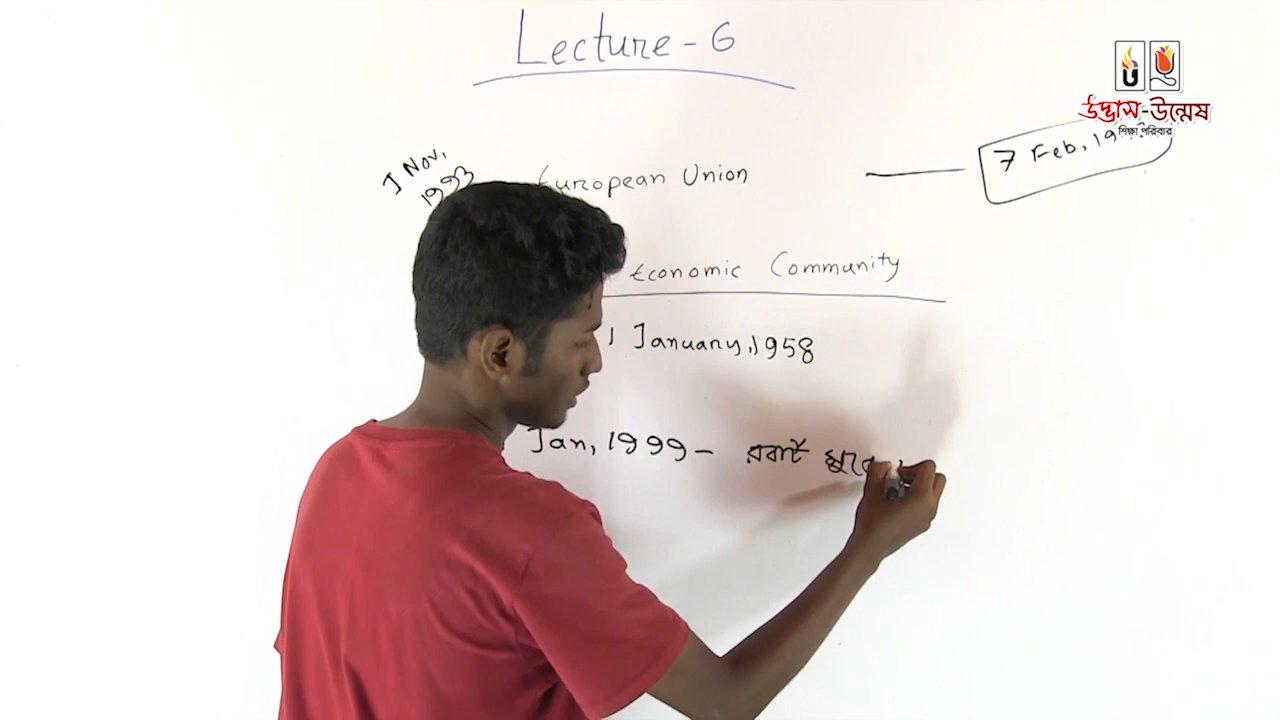 Lecture - 6
উদ্ভাস-উন্মেষ
শিক্ষা পরিবার
1 Nov,
1993
European Union
7 Feb, 19
Economic Community
1 January, 1958
Jan, 1999 - রবার্ট